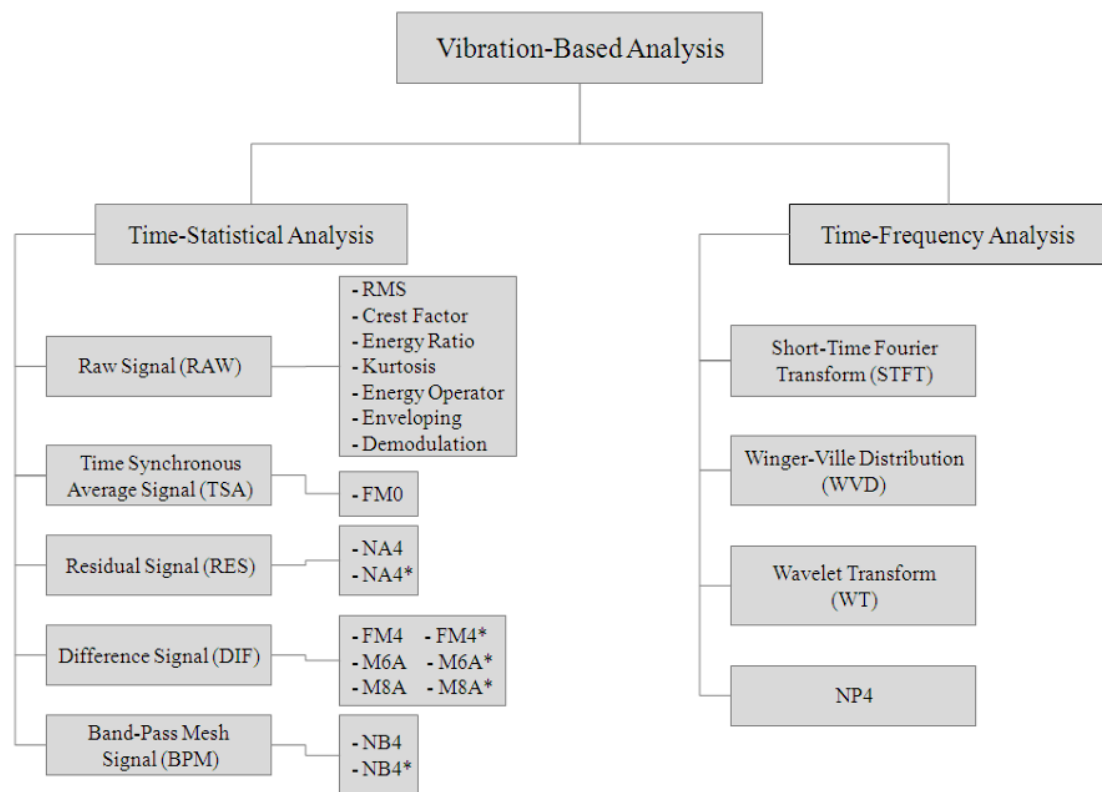 Vibration-Based Analysis
Time-Statistical Analysis
Raw Signal (RAW)
- RMS
- Crest Factor
- Energy Ratio
- Kurtosis
- Energy Operator
- Enveloping
- Demodulation
Time Synchronous
Average Signal (TSA)
- FM0
Residual Signal (RES)
- NA4
- NA4*
Difference Signal (DIF)
- FM4 - FM4*
- M6A - M6A*
- M8A - M8A*
Band-Pass Mesh
Signal (BPM)
- NB4
- NB4*
Time-Frequency Analysis
Short-Time Fourier
Transform (STFT)
Winger-Ville Distribution
(WVD)
Wavelet Transform
(WT)
NP4